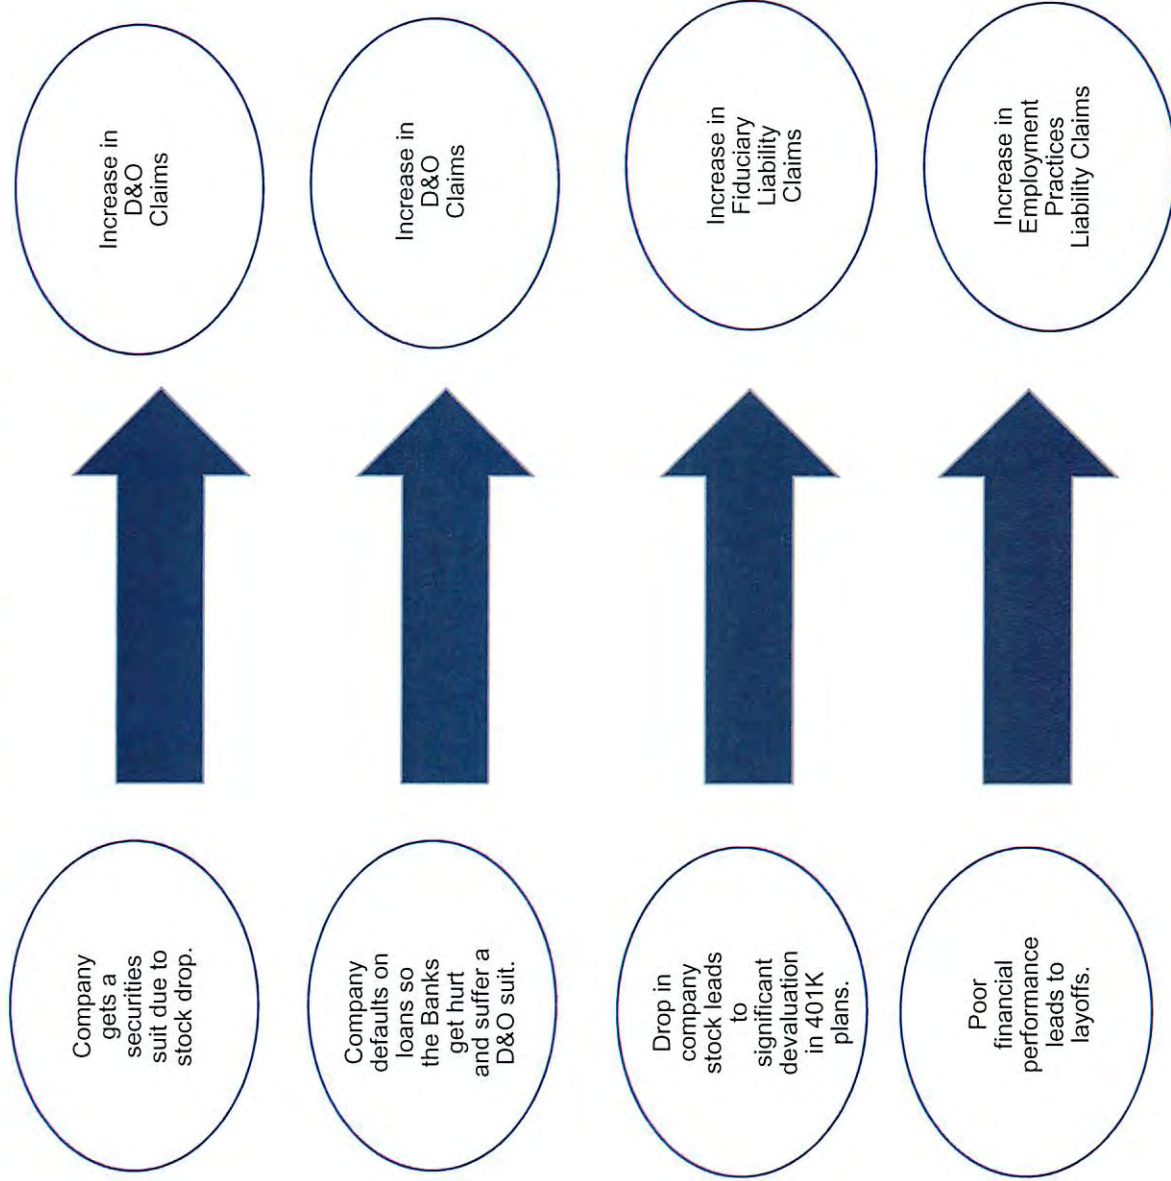 Company
gets a
securities
suit due to
stock drop.
Increase in
D&O
Claims
Company
defaults on
loans so
the Banks
get hurt
and suffer a
D&O suit.
Increase in
D&O
Claims
Drop in
company
stock leads
to
significant
devaluation
in 401K
plans.
Increase in
Fiduciary
Liability
Claims
Poor
financial
performance
leads to
layoffs.
Increase in
Employment
Practices
Liability Claims